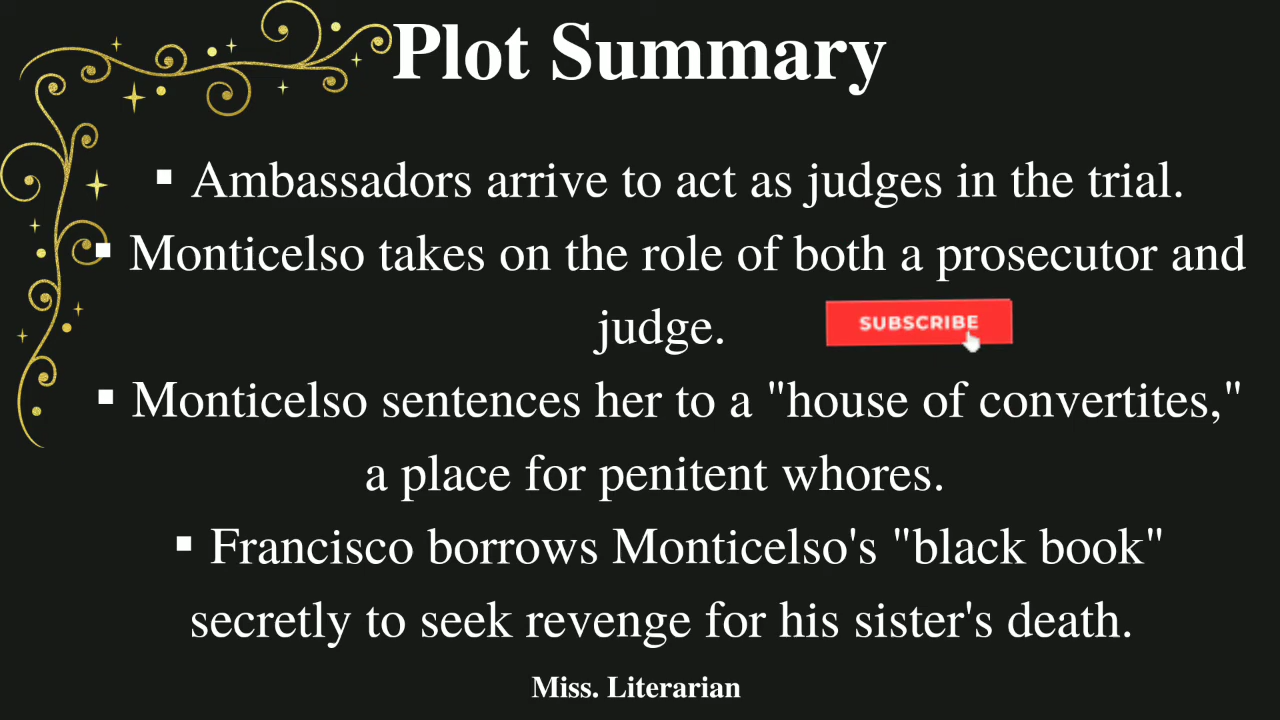 Plot Summary
▪ Ambassadors arrive to act as judges in the trial.
▪ Monticelso takes on the role of both a prosecutor and
judge.
SUBSCRIBE
▪ Monticelso sentences her to a "house of convertites,"
a place for penitent whores.
▪ Francisco borrows Monticelso's "black book"
secretly to seek revenge for his sister's death.
Miss. Literarian